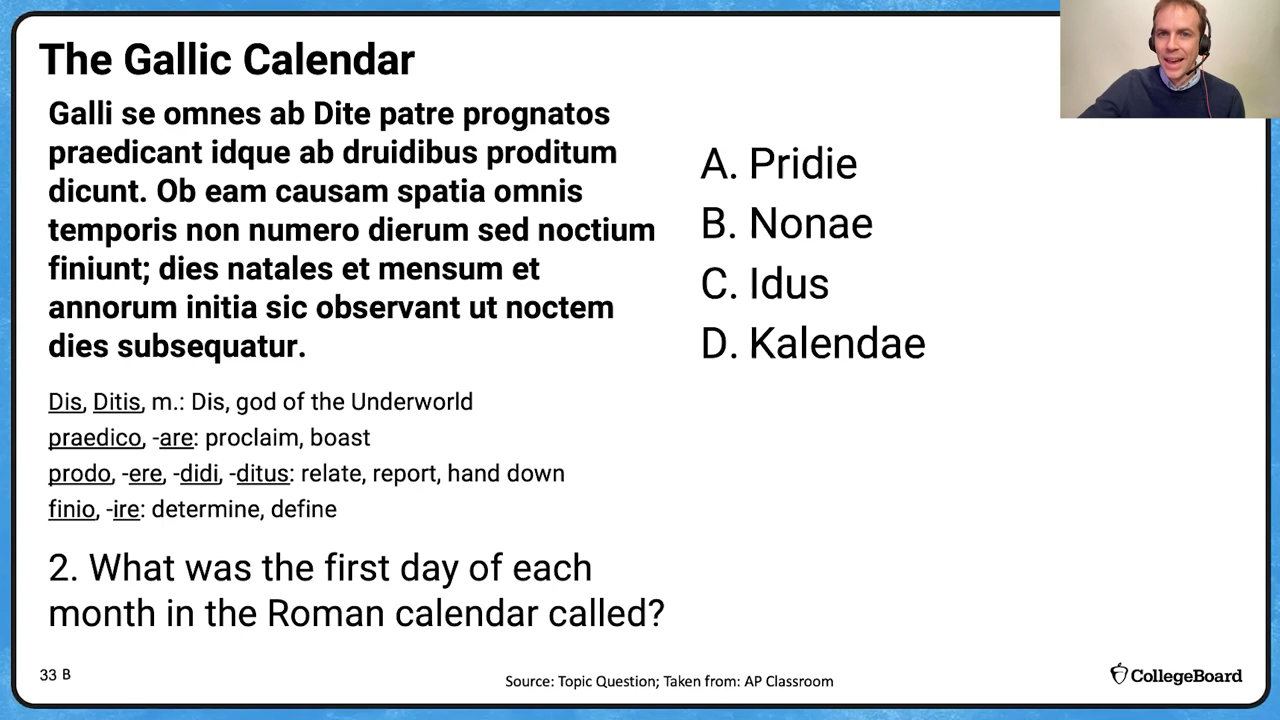 The Gallic Calendar
Galli se omnes ab Dite patre prognatos
praedicant idque ab druidibus proditum
dicunt. Ob eam causam spatia omnis
temporis non numero dierum sed noctium
finiunt; dies natales et mensum et
annorum initia sic observant ut noctem
dies subsequatur.
Dis, Ditis, m.: Dis, god of the Underworld
praedico, -are: proclaim, boast
prodo, -ere, -didi, -ditus: relate, report, hand down
finio, -ire: determine, define
2. What was the first day of each
month in the Roman calendar called?
A. Pridie
B. Nonae
C. Idus
D. Kalendae
33 B
Source: Topic Question; Taken from: AP Classroom
CollegeBoard